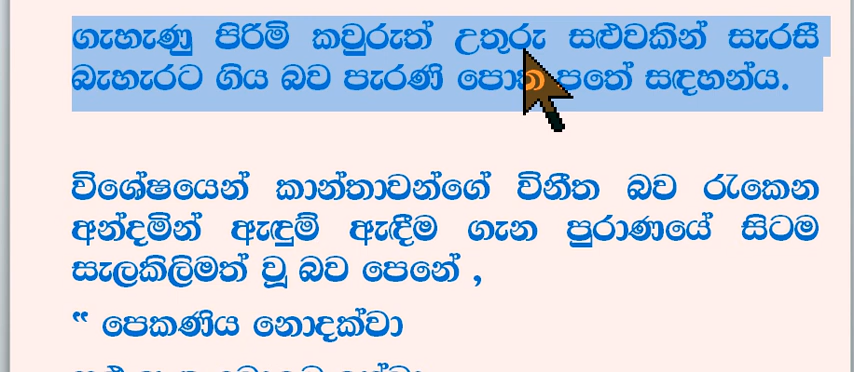 ගැහැණු පිරිමි කවුරුත් උතුරු සළුවකින් සැරසී
බැහැරට ගිය බව පැරණි පොත පතේ සඳහන්ය.
විශේෂයෙන් කාන්තාවන්ගේ විනීත බව රැකෙන
අන්දමින් ඇඳුම් ඇඳීම ගැන පුරාණයේ සිටම
සැලකිලිමත් වූ බව පෙනේ ,
“ පෙකණිය නොදක්වා